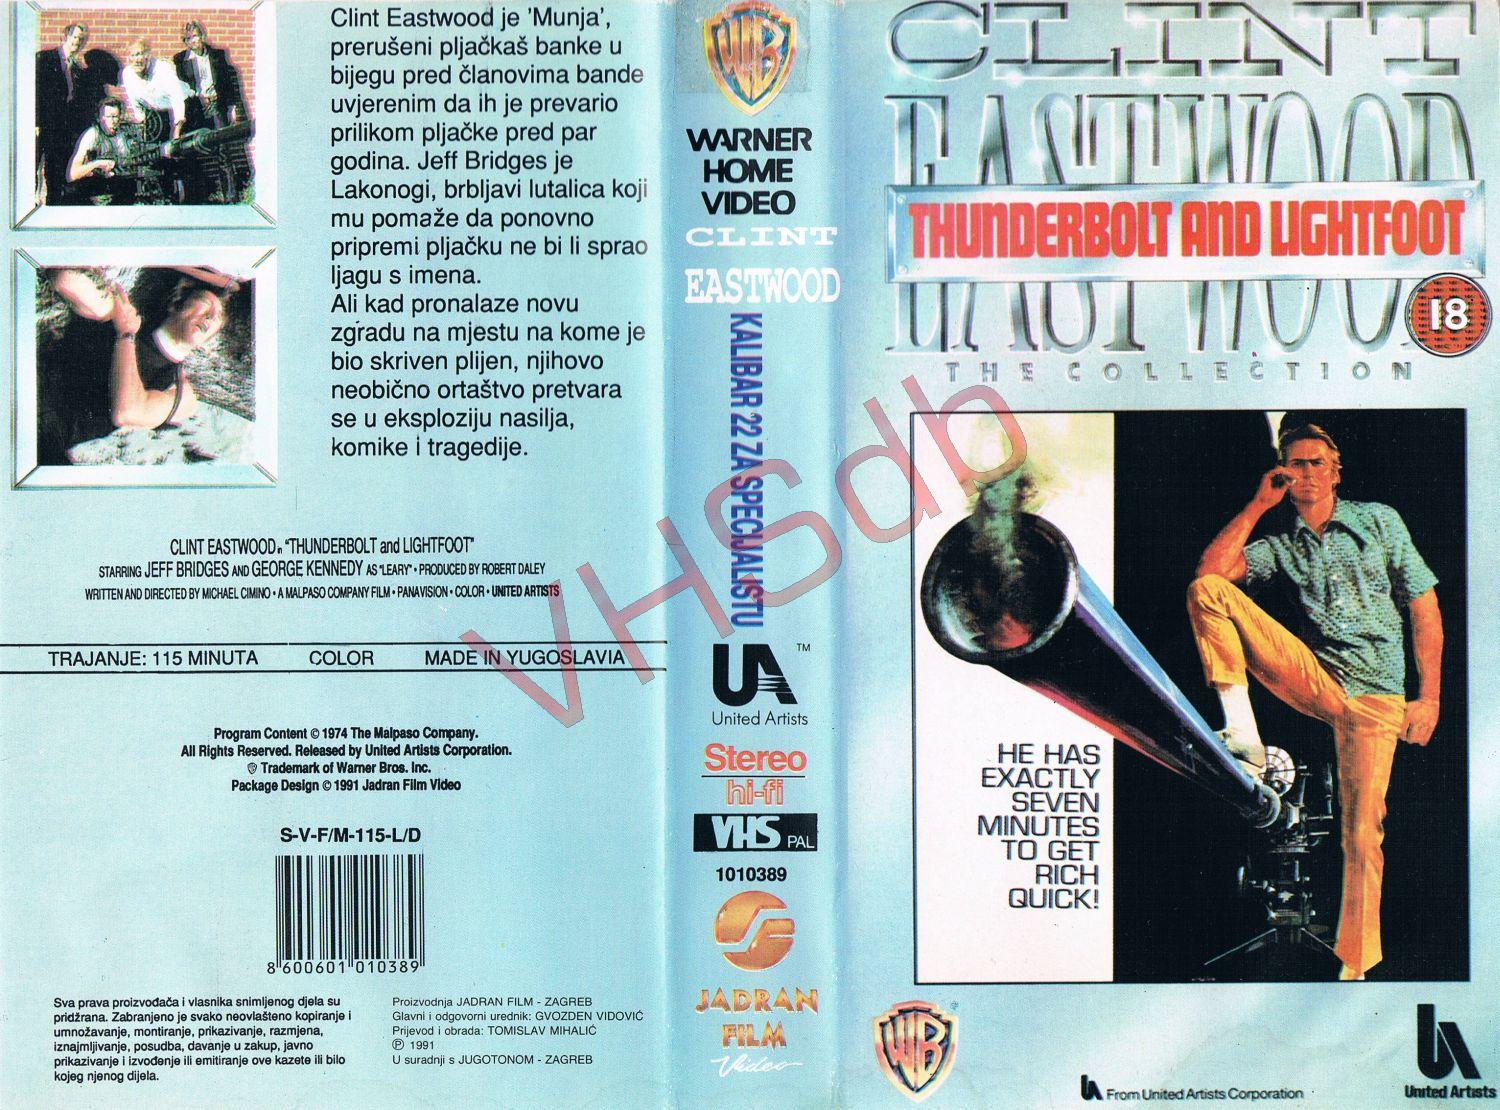 Clint Eastwood je 'Munja',
prerušeni pljačkaš banke u
bijegu pred članovima bande
uvjerenim da ih je prevario
prilikom pljačke pred par
godina. Jeff Bridges je
Lakonogi, brbljavi lutalica koji
mu pomaže da ponovno
pripremi pljačku ne bi li sprao
ljagu s imena.
Ali kad pronalaze novu
zgradu na mjestu na kome je
bio skriven plijen, njihovo
neobično ortaštvo pretvara
se u eksploziju nasilja,
komike i tragedije.
CLINT EASTWOOD in "THUNDERBOLT and LIGHTFOOT"
STARRING JEFF BRIDGES AND GEORGE KENNEDY AS "LEARY" • PRODUCED BY ROBERT DALEY
WRITTEN AND DIRECTED BY MICHAEL CIMINO • A MALPASO COMPANY FILM • PANAVISION • COLOR • UNITED ARTISTS
TRAJANJE: 115 MINUTA COLOR MADE IN YUGOSLAVIA
Program Content © 1974 The Malpaso Company.
All Rights Reserved. Released by United Artists Corporation.
Trademark of Warner Bros. Inc.
Package Design © 1991 Jadran Film Video
S-V-F/M-115-L/D
8 600601 010389
Sva prava proizvođača i vlasnika snimljenog djela su
pridržana. Zabranjeno je svako neovlašteno kopiranje i
umnožavanje, montiranje, prikazivanje, razmjena,
iznajmljivanje, posudba, davanje u zakup, javno
prikazivanje i izvođenje ili emitiranje ove kazete ili bilo
kojeg njenog dijela.
Proizvodnja JADRAN FILM - ZAGREB
Glavni i odgovorni urednik: GVOZDEN VIDOVIĆ
Prijevod i obrada: TOMISLAV MIHALIĆ
℗ 1991
U suradnji s JUGOTONOM - ZAGREB
WB
WARNER
HOME
VIDEO
CLINT
EASTWOOD
KALIBAR 22 ZA SPECIJALISTU
UA ™
United Artists
Stereo
hi-fi
VHS PAL
1010389
JADRAN
FILM
Video
CLINT
EASTWOOD
THUNDERBOLT AND LIGHTFOOT
18
THE COLLECTION
HE HAS
EXACTLY
SEVEN
MINUTES
TO GET
RICH
QUICK!
WB ®
UA From United Artists Corporation
UA
United Artists
VHSdb